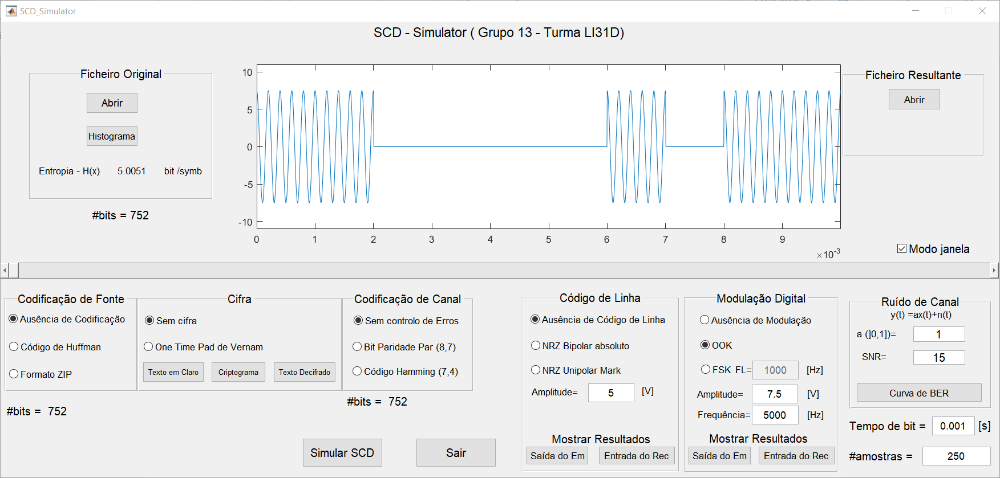 SCD_Simulator
SCD - Simulator ( Grupo 13 - Turma LI31D)
Ficheiro Original
Abrir
Histograma
Entropia - H(x) 5.0051 bit /symb
#bits = 752
10
5
0
-5
-10
0 1 2 3 4 5 6 7 8 9
×10-3
Ficheiro Resultante
Abrir
Modo janela
Codificação de Fonte
Ausência de Codificação
Código de Huffman
Formato ZIP
#bits = 752
Cifra
Sem cifra
One Time Pad de Vernam
Texto em Claro Criptograma Texto Decifrado
Codificação de Canal
Sem controlo de Erros
Bit Paridade Par (8,7)
Código Hamming (7,4)
#bits = 752
Simular SCD Sair
Código de Linha
Ausência de Código de Linha
NRZ Bipolar absoluto
NRZ Unipolar Mark
Amplitude= 5 [V]
Mostrar Resultados
Saída do Em Entrada do Rec
Modulação Digital
Ausência de Modulação
OOK
FSK FL= 1000 [Hz]
Amplitude= 7.5 [V]
Frequência= 5000 [Hz]
Mostrar Resultados
Saída do Em Entrada do Rec
Ruído de Canal
y(t) =ax(t)+n(t)
a (]0,1])= 1
SNR= 15
Curva de BER
Tempo de bit = 0.001 [s]
#amostras = 250